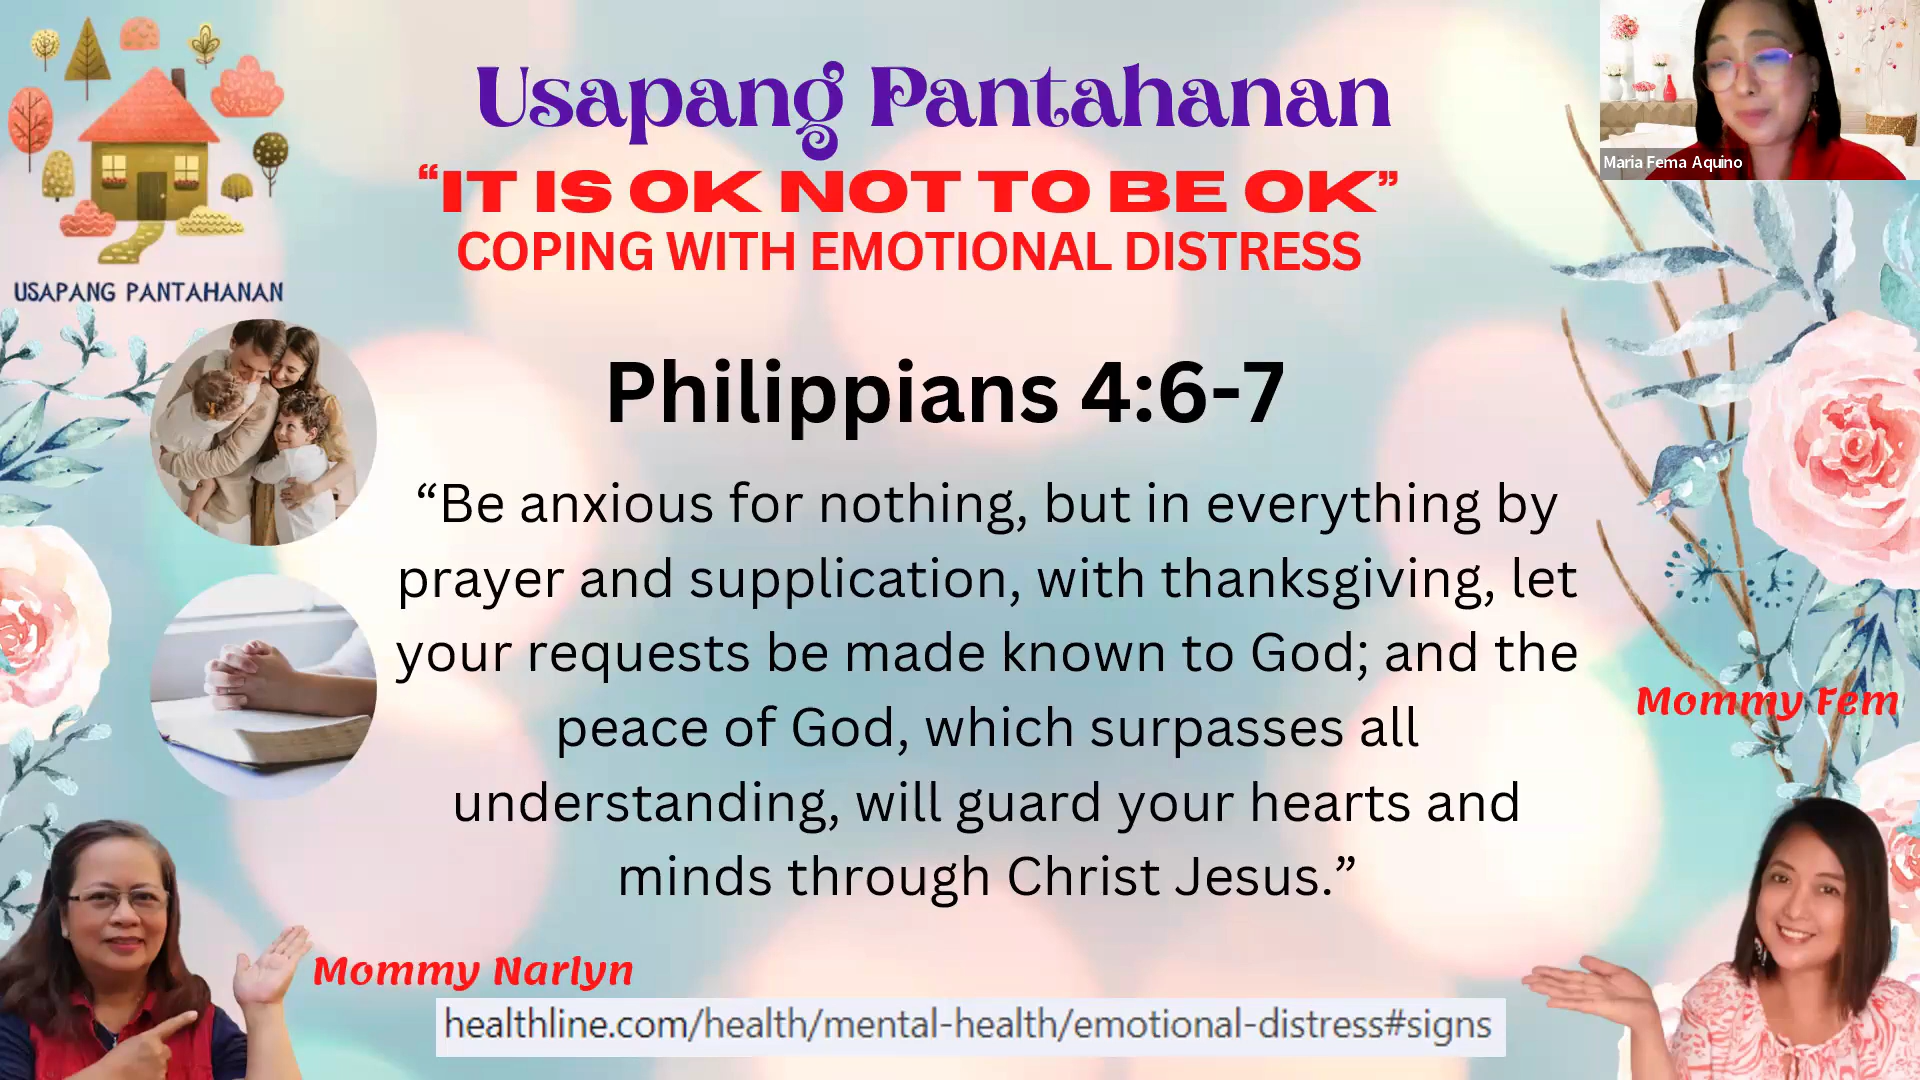 Usapang Pantahanan
“IT IS OK NOT TO BE OK”
COPING WITH EMOTIONAL DISTRESS
Maria Fema Aquino
USAPANG PANTAHANAN
Philippians 4:6-7
“Be anxious for nothing, but in everything by
prayer and supplication, with thanksgiving, let
your requests be made known to God; and the
peace of God, which surpasses all
understanding, will guard your hearts and
minds through Christ Jesus.”
Mommy Fem
Mommy Narlyn
healthline.com/health/mental-health/emotional-distress#signs